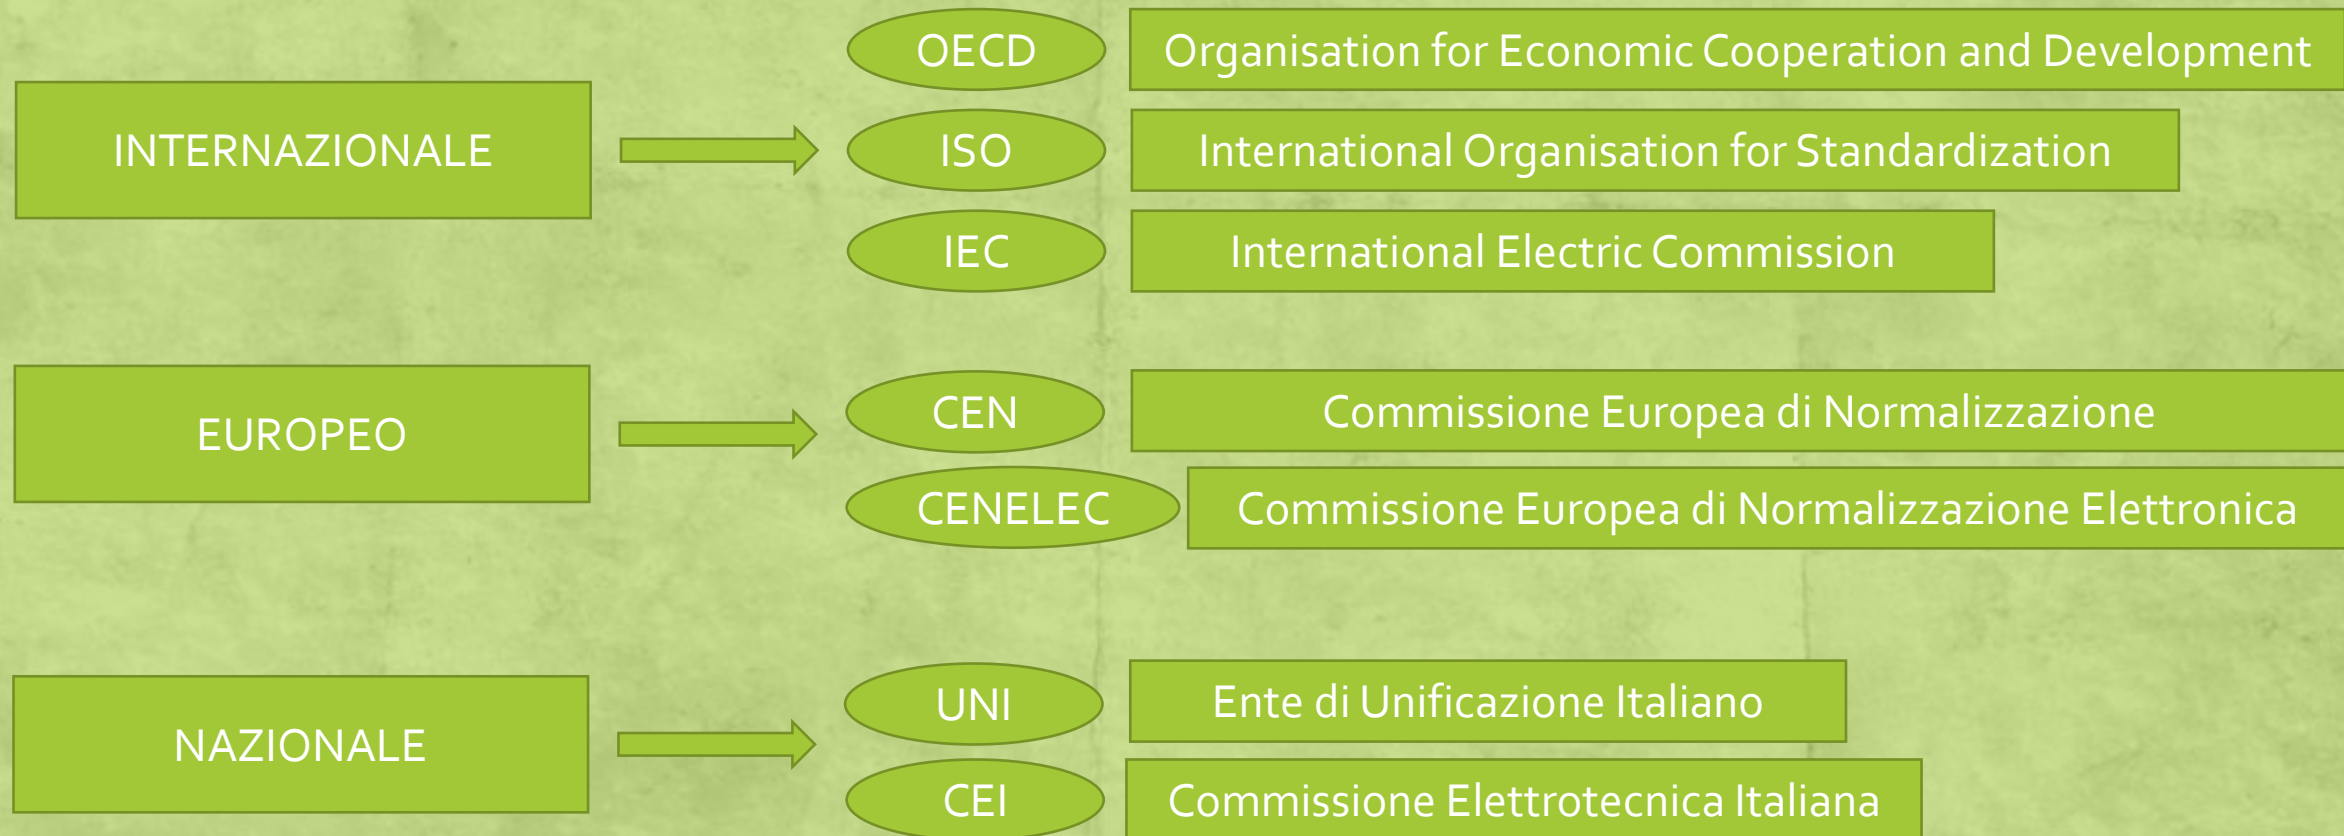 OECD Organisation for Economic Cooperation and Development
INTERNAZIONALE
ISO International Organisation for Standardization
IEC International Electric Commission
CEN Commissione Europea di Normalizzazione
EUROPEO
CENELEC Commissione Europea di Normalizzazione Elettronica
UNI Ente di Unificazione Italiano
NAZIONALE
CEI Commissione Elettrotecnica Italiana